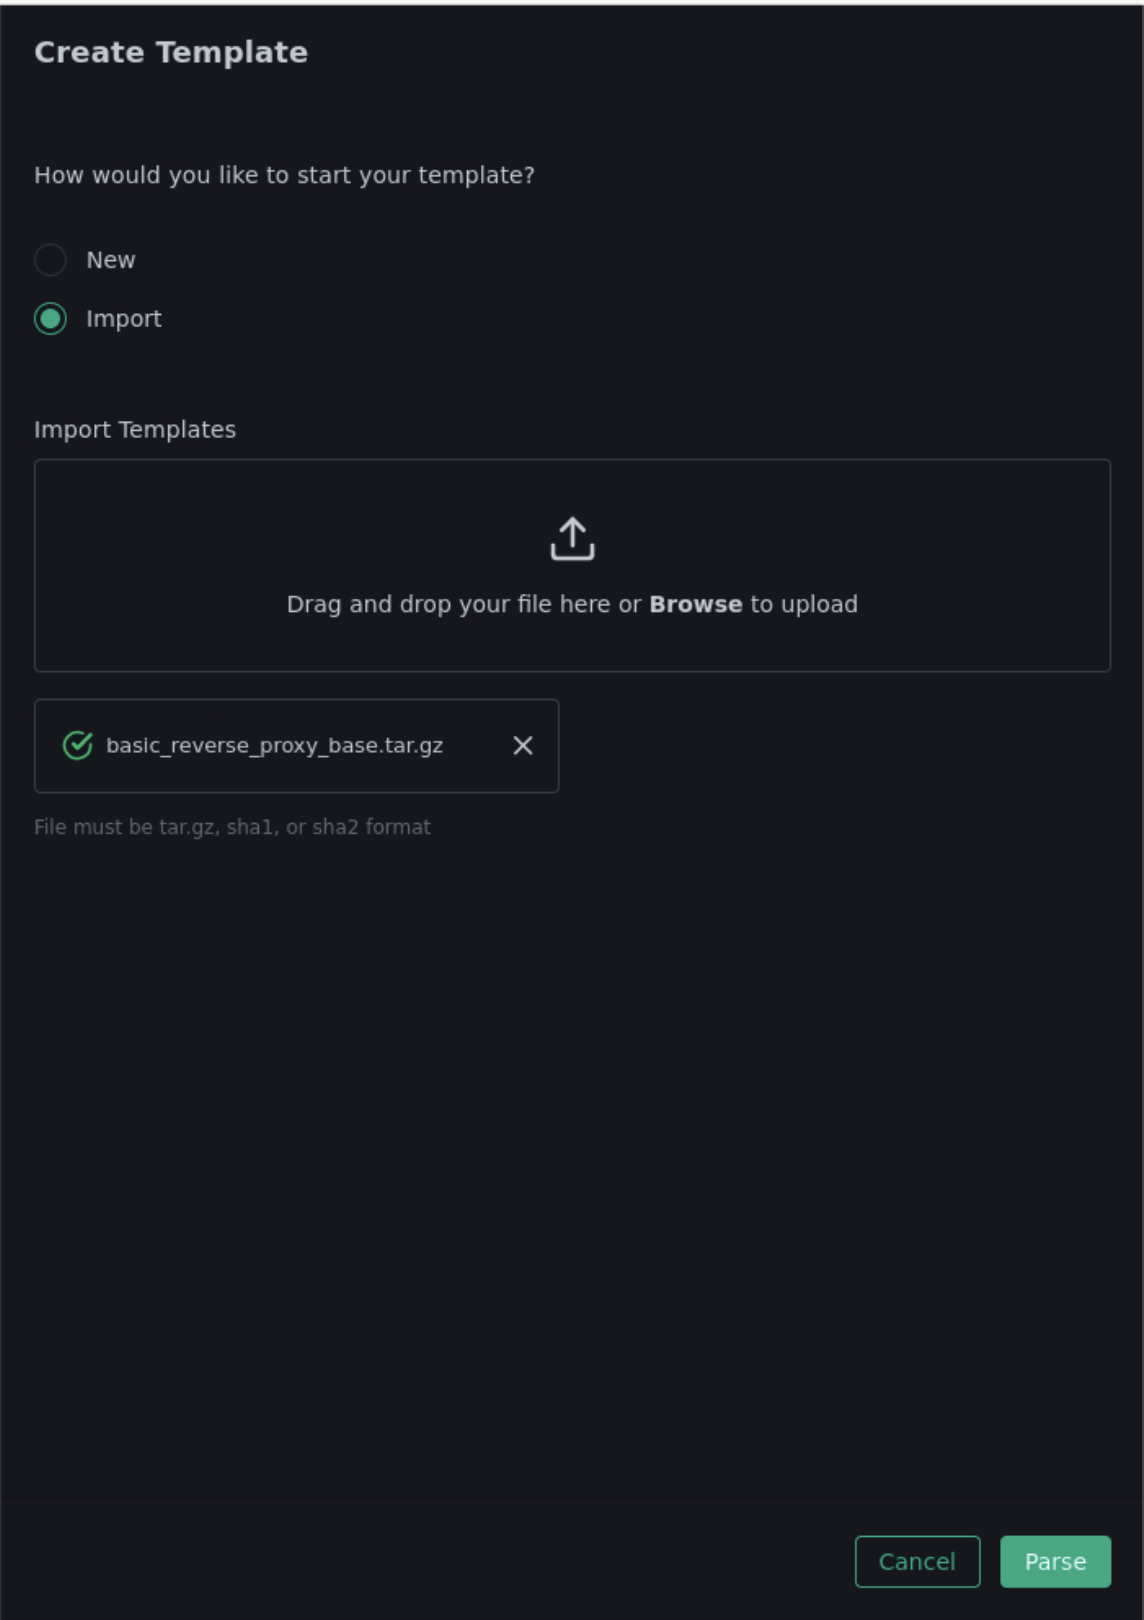 Create Template
How would you like to start your template?
New
Import
Import Templates
Drag and drop your file here or Browse to upload
basic_reverse_proxy_base.tar.gz
File must be tar.gz, sha1, or sha2 format
Cancel
Parse